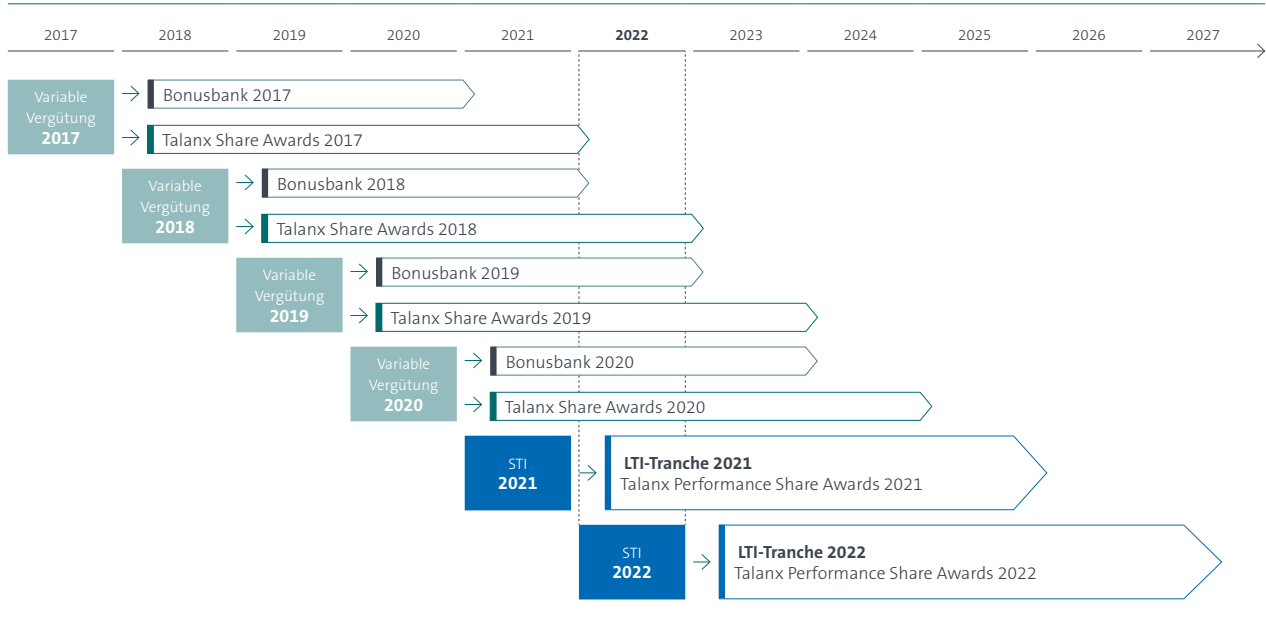 2017 2018 2019 2020 2021 2022 2023 2024 2025 2026 2027
Variable
Vergütung
2017
Bonusbank 2017
Talanx Share Awards 2017
Variable
Vergütung
2018
Bonusbank 2018
Talanx Share Awards 2018
Variable
Vergütung
2019
Bonusbank 2019
Talanx Share Awards 2019
Variable
Vergütung
2020
Bonusbank 2020
Talanx Share Awards 2020
STI
2021
LTI-Tranche 2021
Talanx Performance Share Awards 2021
STI
2022
LTI-Tranche 2022
Talanx Performance Share Awards 2022